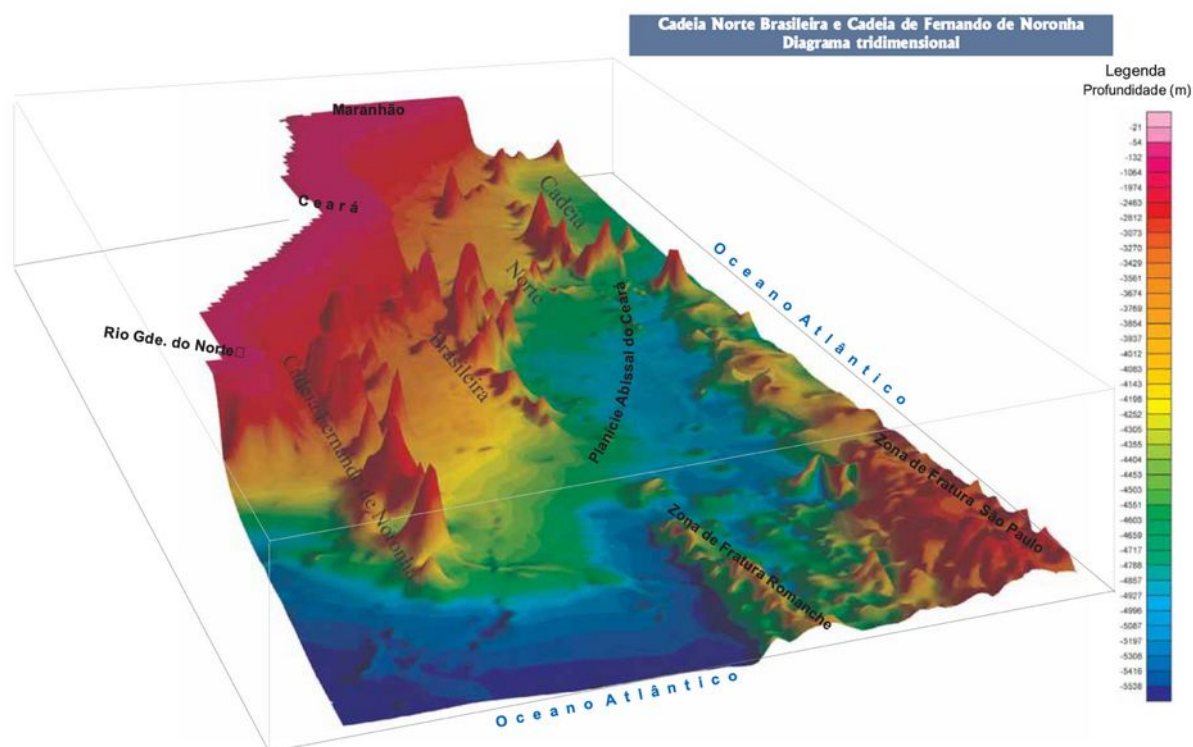 Cadeia Norte Brasileira e Cadeia de Fernando de Noronha
Diagrama tridimensional
Legenda
Profundidade (m)
-21
-54
-132
-1064
-1974
-2463
-2812
-3073
-3270
-3429
-3561
-3674
-3769
-3854
-3937
-4012
-4083
-4143
-4198
-4252
-4305
-4355
-4404
-4453
-4503
-4551
-4603
-4659
-4717
-4788
-4857
-4927
-4996
-5087
-5197
-5306
-5416
-5538
Maranhão
Ceará
Rio Gde. do Norte
Cadeia
Norte
Brasileira
Cadeia Fernando de Noronha
Planície Abissal do Ceará
Oceano Atlântico
Zona de Fratura São Paulo
Zona de Fratura Romanche
Oceano Atlântico